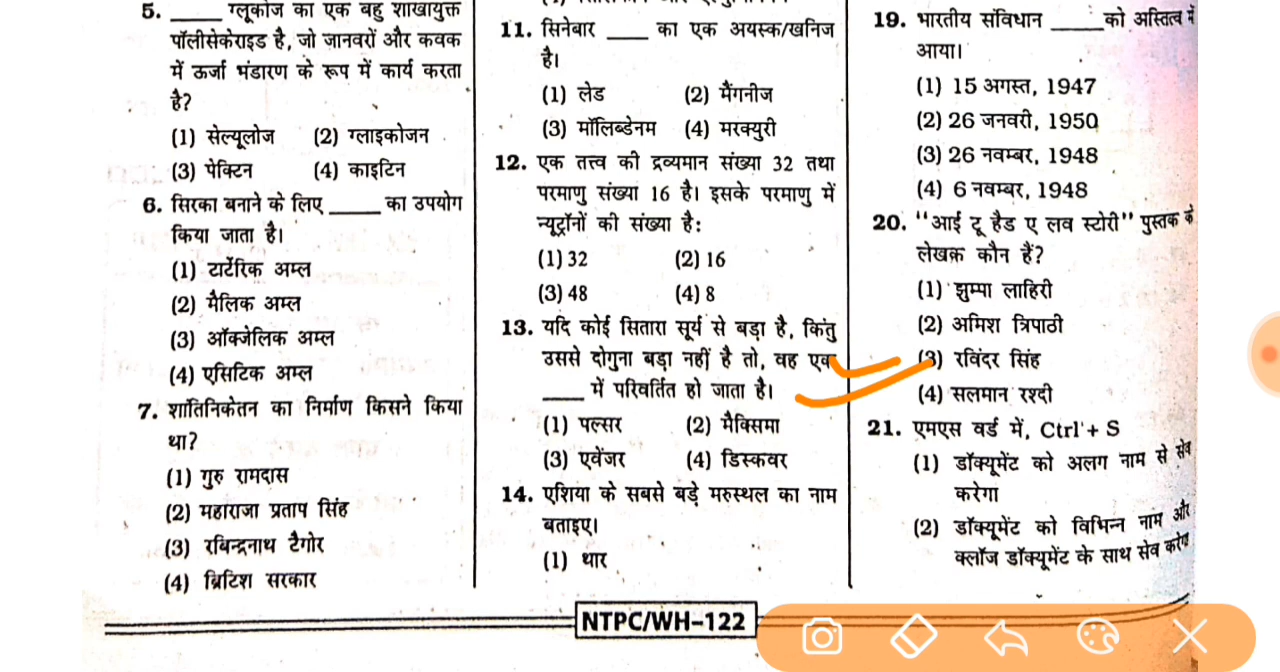 5. ____ ग्लूकोज का एक बहु शाखायुक्त
पॉलीसेकेराइड है, जो जानवरों और कवक
में ऊर्जा भंडारण के रूप में कार्य करता
है?
(1) सेल्यूलोज (2) ग्लाइकोजन
(3) पेक्टिन (4) काइटिन
6. सिरका बनाने के लिए ____ का उपयोग
किया जाता है।
(1) टार्टेरिक अम्ल
(2) मैलिक अम्ल
(3) ऑक्जेलिक अम्ल
(4) एसिटिक अम्ल
7. शांतिनिकेतन का निर्माण किसने किया
था?
(1) गुरु रामदास
(2) महाराजा प्रताप सिंह
(3) रबिन्द्रनाथ टैगोर
(4) ब्रिटिश सरकार
11. सिनेबार ____ का एक अयस्क/खनिज
है।
(1) लेड (2) मैंगनीज
(3) मॉलिब्डेनम (4) मरक्युरी
12. एक तत्त्व की द्रव्यमान संख्या 32 तथा
परमाणु संख्या 16 है। इसके परमाणु में
न्यूट्रॉनों की संख्या है:
(1) 32 (2) 16
(3) 48 (4) 8
13. यदि कोई सितारा सूर्य से बड़ा है, किंतु
उससे दोगुना बड़ा नहीं है तो, वह एक
____ में परिवर्तित हो जाता है।
(1) पल्सर (2) मैक्सिमा
(3) एवेंजर (4) डिस्कवर
14. एशिया के सबसे बड़े मरुस्थल का नाम
बताइए।
(1) थार
19. भारतीय संविधान ____ को अस्तित्व में
आया।
(1) 15 अगस्त, 1947
(2) 26 जनवरी, 1950
(3) 26 नवम्बर, 1948
(4) 6 नवम्बर, 1948
20. "आई टू हैड ए लव स्टोरी" पुस्तक के
लेखक कौन हैं?
(1) झुम्पा लाहिरी
(2) अमिश त्रिपाठी
(3) रविंदर सिंह
(4) सलमान रश्दी
21. एमएस वर्ड में, Ctrl + S
(1) डॉक्यूमेंट को अलग नाम से सेव
करेगा
(2) डॉक्यूमेंट को विभिन्न नाम और
क्लॉज डॉक्यूमेंट के साथ सेव करेगा
NTPC/WH–122